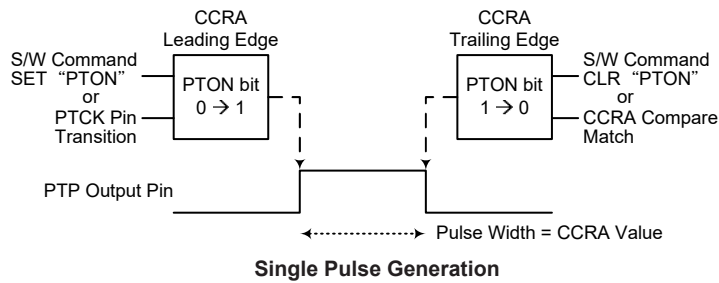 CCRA
Leading Edge
S/W Command
SET “PTON”
or
PTCK Pin
Transition
PTON bit
0 → 1
CCRA
Trailing Edge
PTON bit
1 → 0
S/W Command
CLR “PTON”
or
CCRA Compare
Match
PTP Output Pin
Pulse Width = CCRA Value
Single Pulse Generation